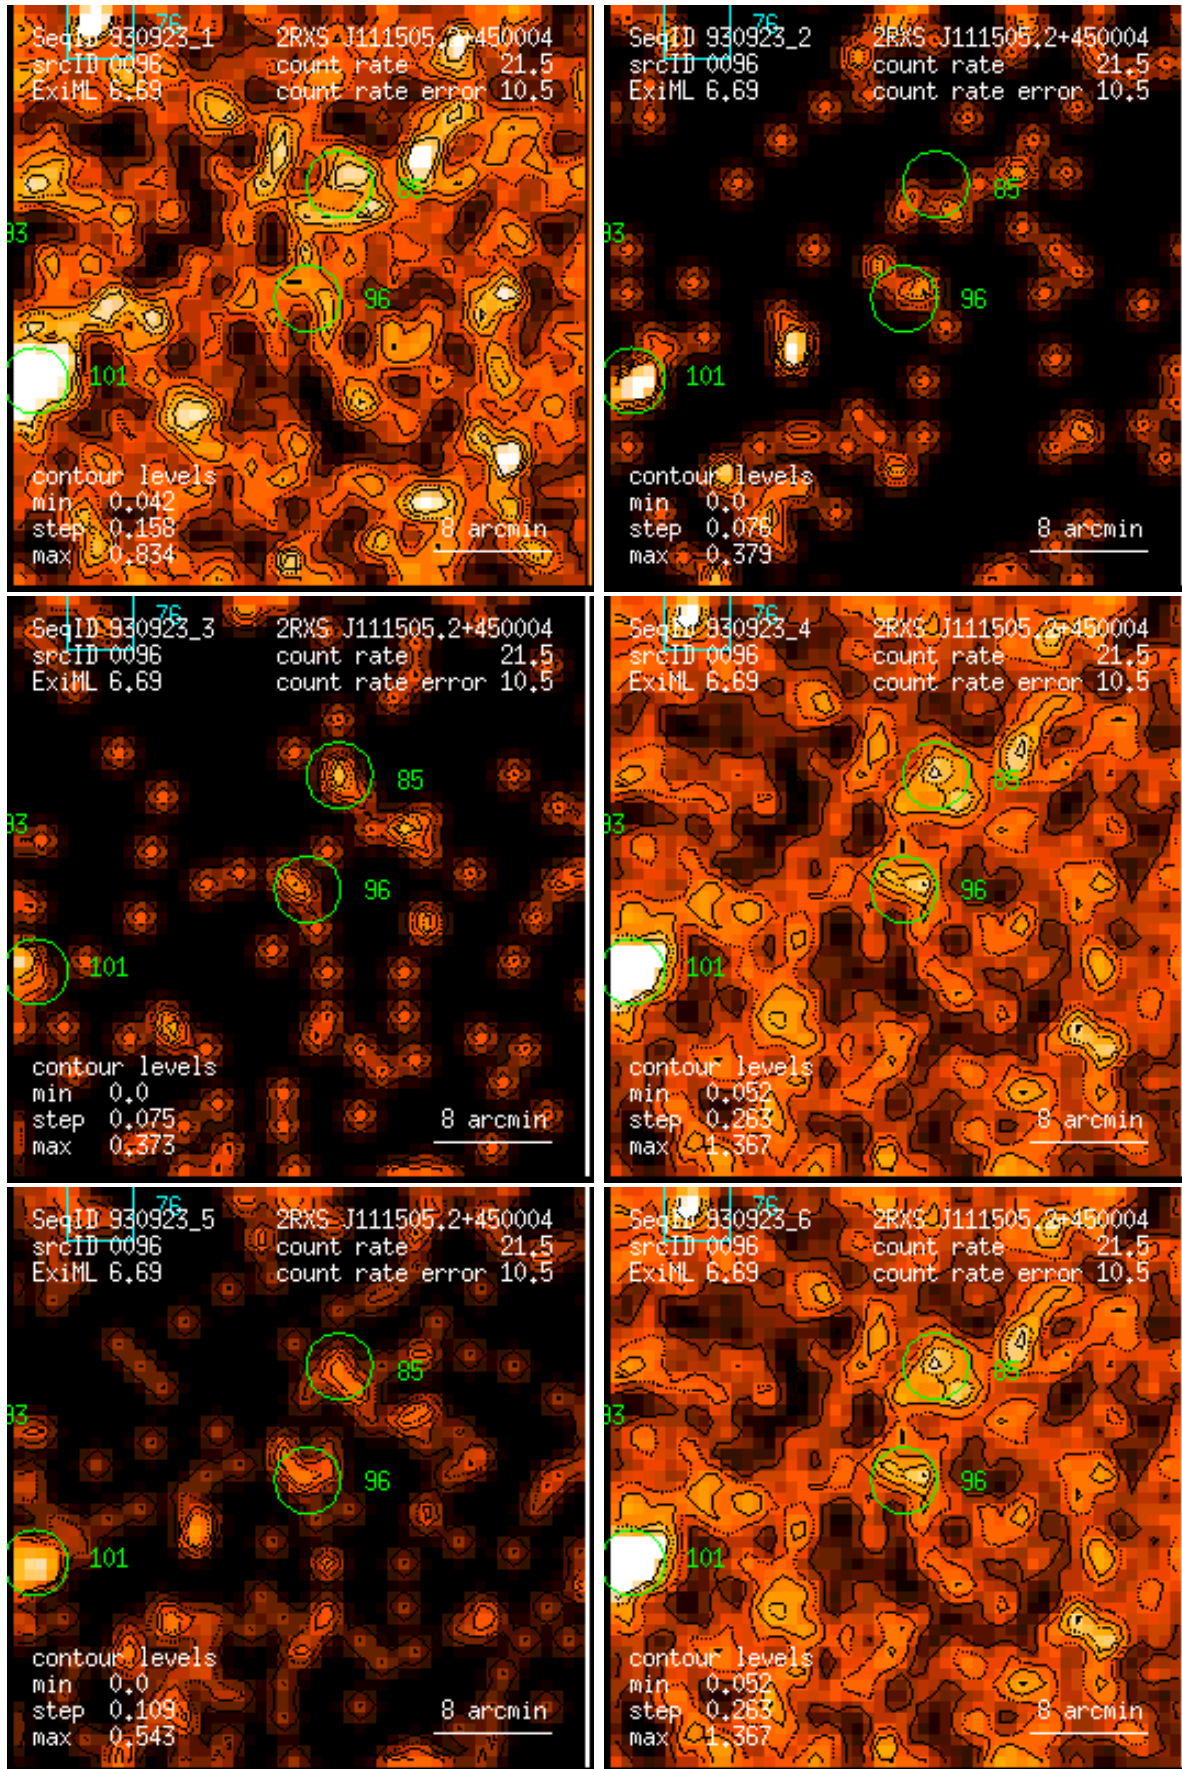 76
SeqID 930923_1 2RXS J111505.2+450004
srcID 0096 count rate 21.5
ExiML 6.69 count rate error 10.5
85
93
96
101
contour levels
min 0.042
step 0.158 8 arcmin
max 0.834
76
SeqID 930923_2 2RXS J111505.2+450004
srcID 0096 count rate 21.5
ExiML 6.69 count rate error 10.5
85
93
96
101
contour levels
min 0.0
step 0.076 8 arcmin
max 0.379
76
SeqID 930923_3 2RXS J111505.2+450004
srcID 0096 count rate 21.5
ExiML 6.69 count rate error 10.5
85
93
96
101
contour levels
min 0.0
step 0.075 8 arcmin
max 0.373
76
SeqID 930923_4 2RXS J111505.2+450004
srcID 0096 count rate 21.5
ExiML 6.69 count rate error 10.5
85
93
96
101
contour levels
min 0.052
step 0.263 8 arcmin
max 1.367
76
SeqID 930923_5 2RXS J111505.2+450004
srcID 0096 count rate 21.5
ExiML 6.69 count rate error 10.5
85
93
96
101
contour levels
min 0.0
step 0.109 8 arcmin
max 0.543
76
SeqID 930923_6 2RXS J111505.2+450004
srcID 0096 count rate 21.5
ExiML 6.69 count rate error 10.5
85
93
96
101
contour levels
min 0.052
step 0.263 8 arcmin
max 1.367